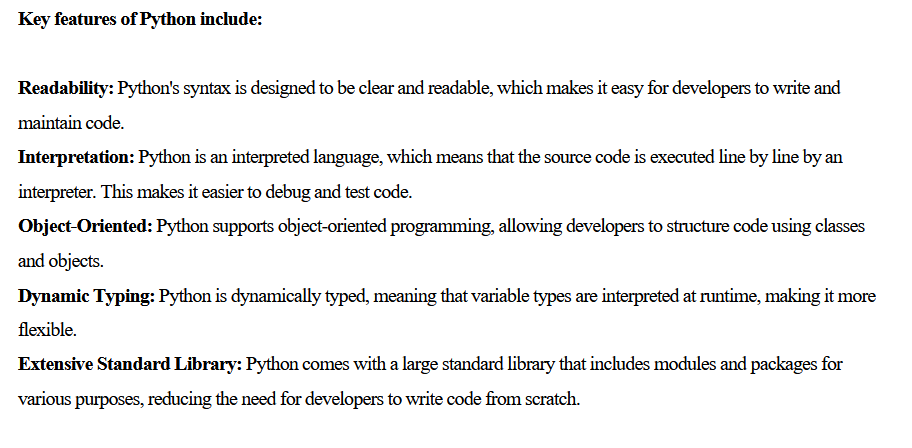 Key features of Python include:
Readability: Python's syntax is designed to be clear and readable, which makes it easy for developers to write and
maintain code.
Interpretation: Python is an interpreted language, which means that the source code is executed line by line by an
interpreter. This makes it easier to debug and test code.
Object-Oriented: Python supports object-oriented programming, allowing developers to structure code using classes
and objects.
Dynamic Typing: Python is dynamically typed, meaning that variable types are interpreted at runtime, making it more
flexible.
Extensive Standard Library: Python comes with a large standard library that includes modules and packages for
various purposes, reducing the need for developers to write code from scratch.